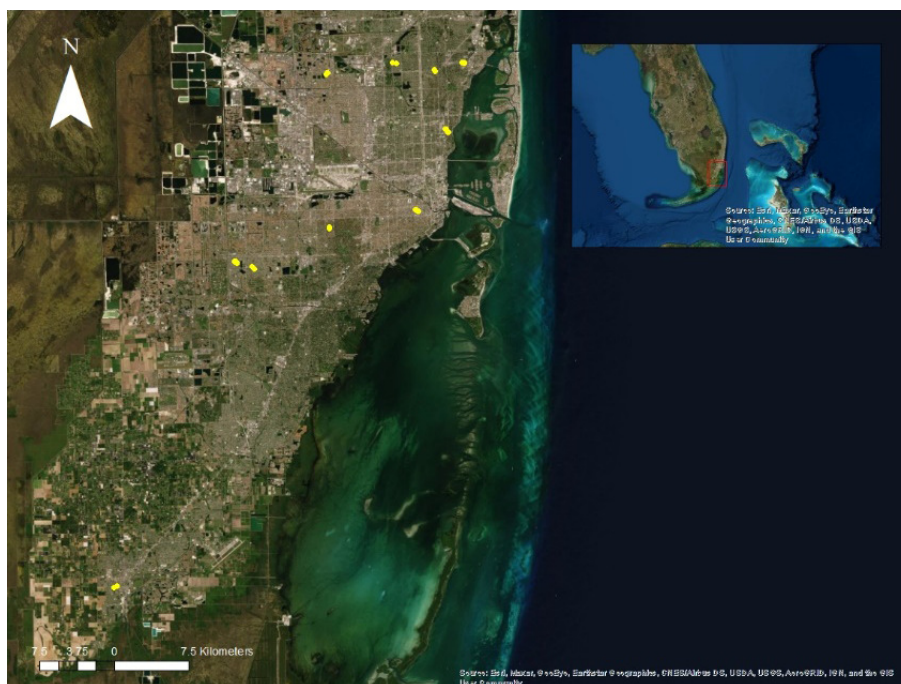 N
Source: Esri, Maxar, GeoEye, Earthstar
Geographics, CNES/Airbus DS, USDA,
USGS, AeroGRID, IGN, and the GIS
User Community
7.5 3.75 0 7.5 Kilometers
Source: Esri, Maxar, GeoEye, Earthstar Geographics, CNES/Airbus DS, USDA, USGS, AeroGRID, IGN, and the GIS
User Community